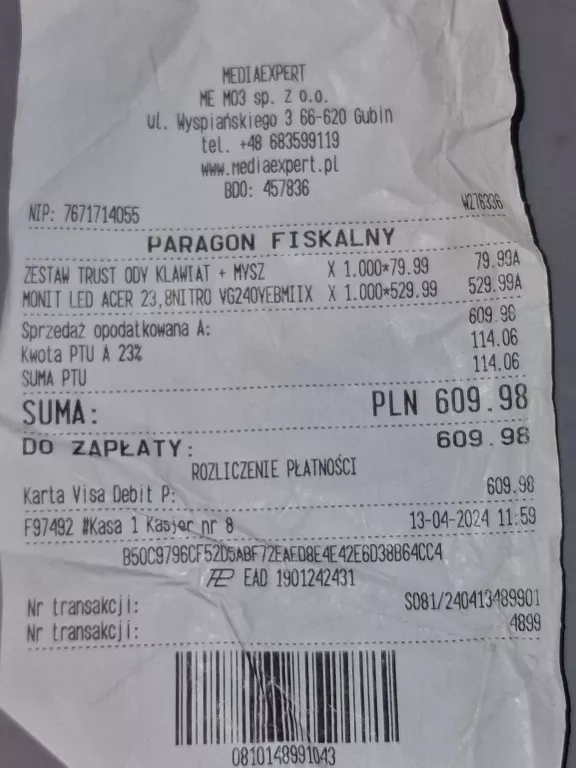 MEDIAEXPERT
ME M03 sp. Z o.o.
ul. Wyspiańskiego 3 66-620 Gubin
tel. +48 683599119
www.mediaexpert.pl
BDO: 457836
NIP: 7671714055 W276336
PARAGON FISKALNY
ZESTAW TRUST ODY KLAWIAT + MYSZ X 1.000*79.99 79.99A
MONIT LED ACER 23,8NITRO VG240YEBMIIX X 1.000*529.99 529.99A
Sprzedaż opodatkowana A: 609.98
Kwota PTU A 23% 114.06
SUMA PTU 114.06
SUMA: PLN 609.98
DO ZAPŁATY: 609.98
ROZLICZENIE PŁATNOŚCI
Karta Visa Debit P: 609.98
F97492 #Kasa 1 Kasjer nr 8 13-04-2024 11:59
B50C9796CF52D5ABF72EAED8E4E42E6D38B64CC4
EAD 1901242431
Nr transakcji: S081/240413489901
Nr transakcji: 4899
0810148991043